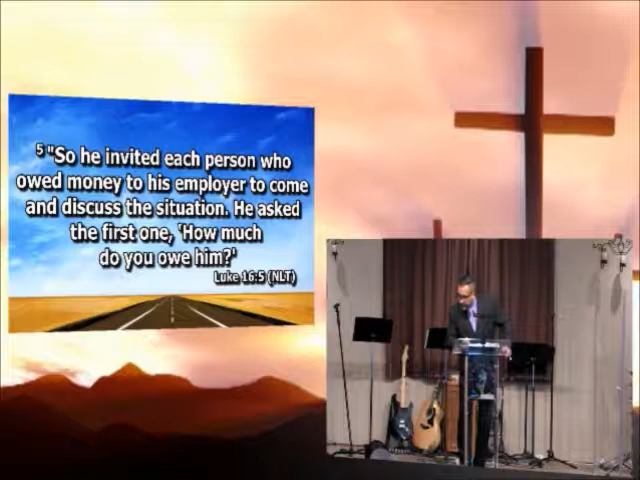 5 "So he invited each person who
owed money to his employer to come
and discuss the situation. He asked
the first one, 'How much
do you owe him?'
Luke 16:5 (NLT)